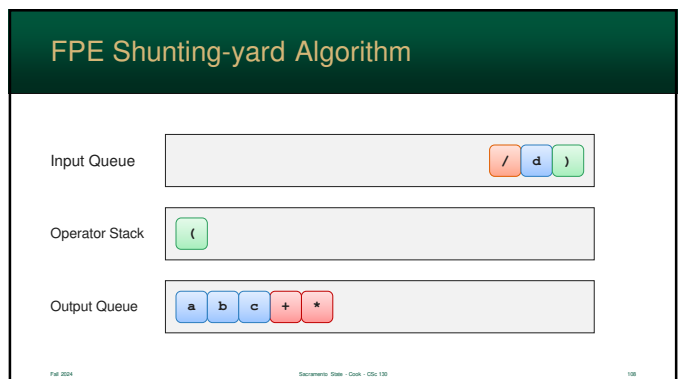 FPE Shunting-yard Algorithm
Input Queue / d )
Operator Stack (
Output Queue a b c + *
Fall 2024 Sacramento State - Cook - CSc 130 108